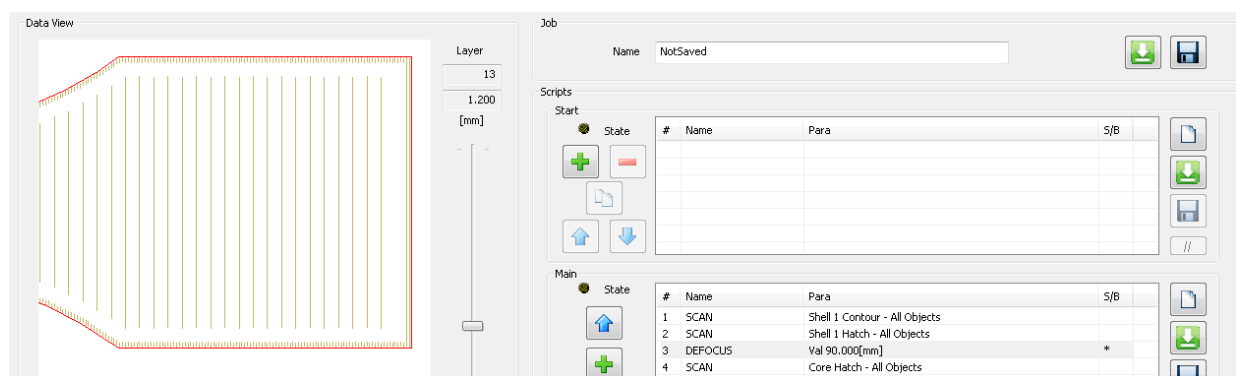 Data View
Layer
13
1.200
[mm]
Job
Name NotSaved
Scripts
Start
State
# Name Para S/B
//
Main
State
# Name Para S/B
1 SCAN Shell 1 Contour - All Objects
2 SCAN Shell 1 Hatch - All Objects
3 DEFOCUS Val 90.000[mm] *
4 SCAN Core Hatch - All Objects